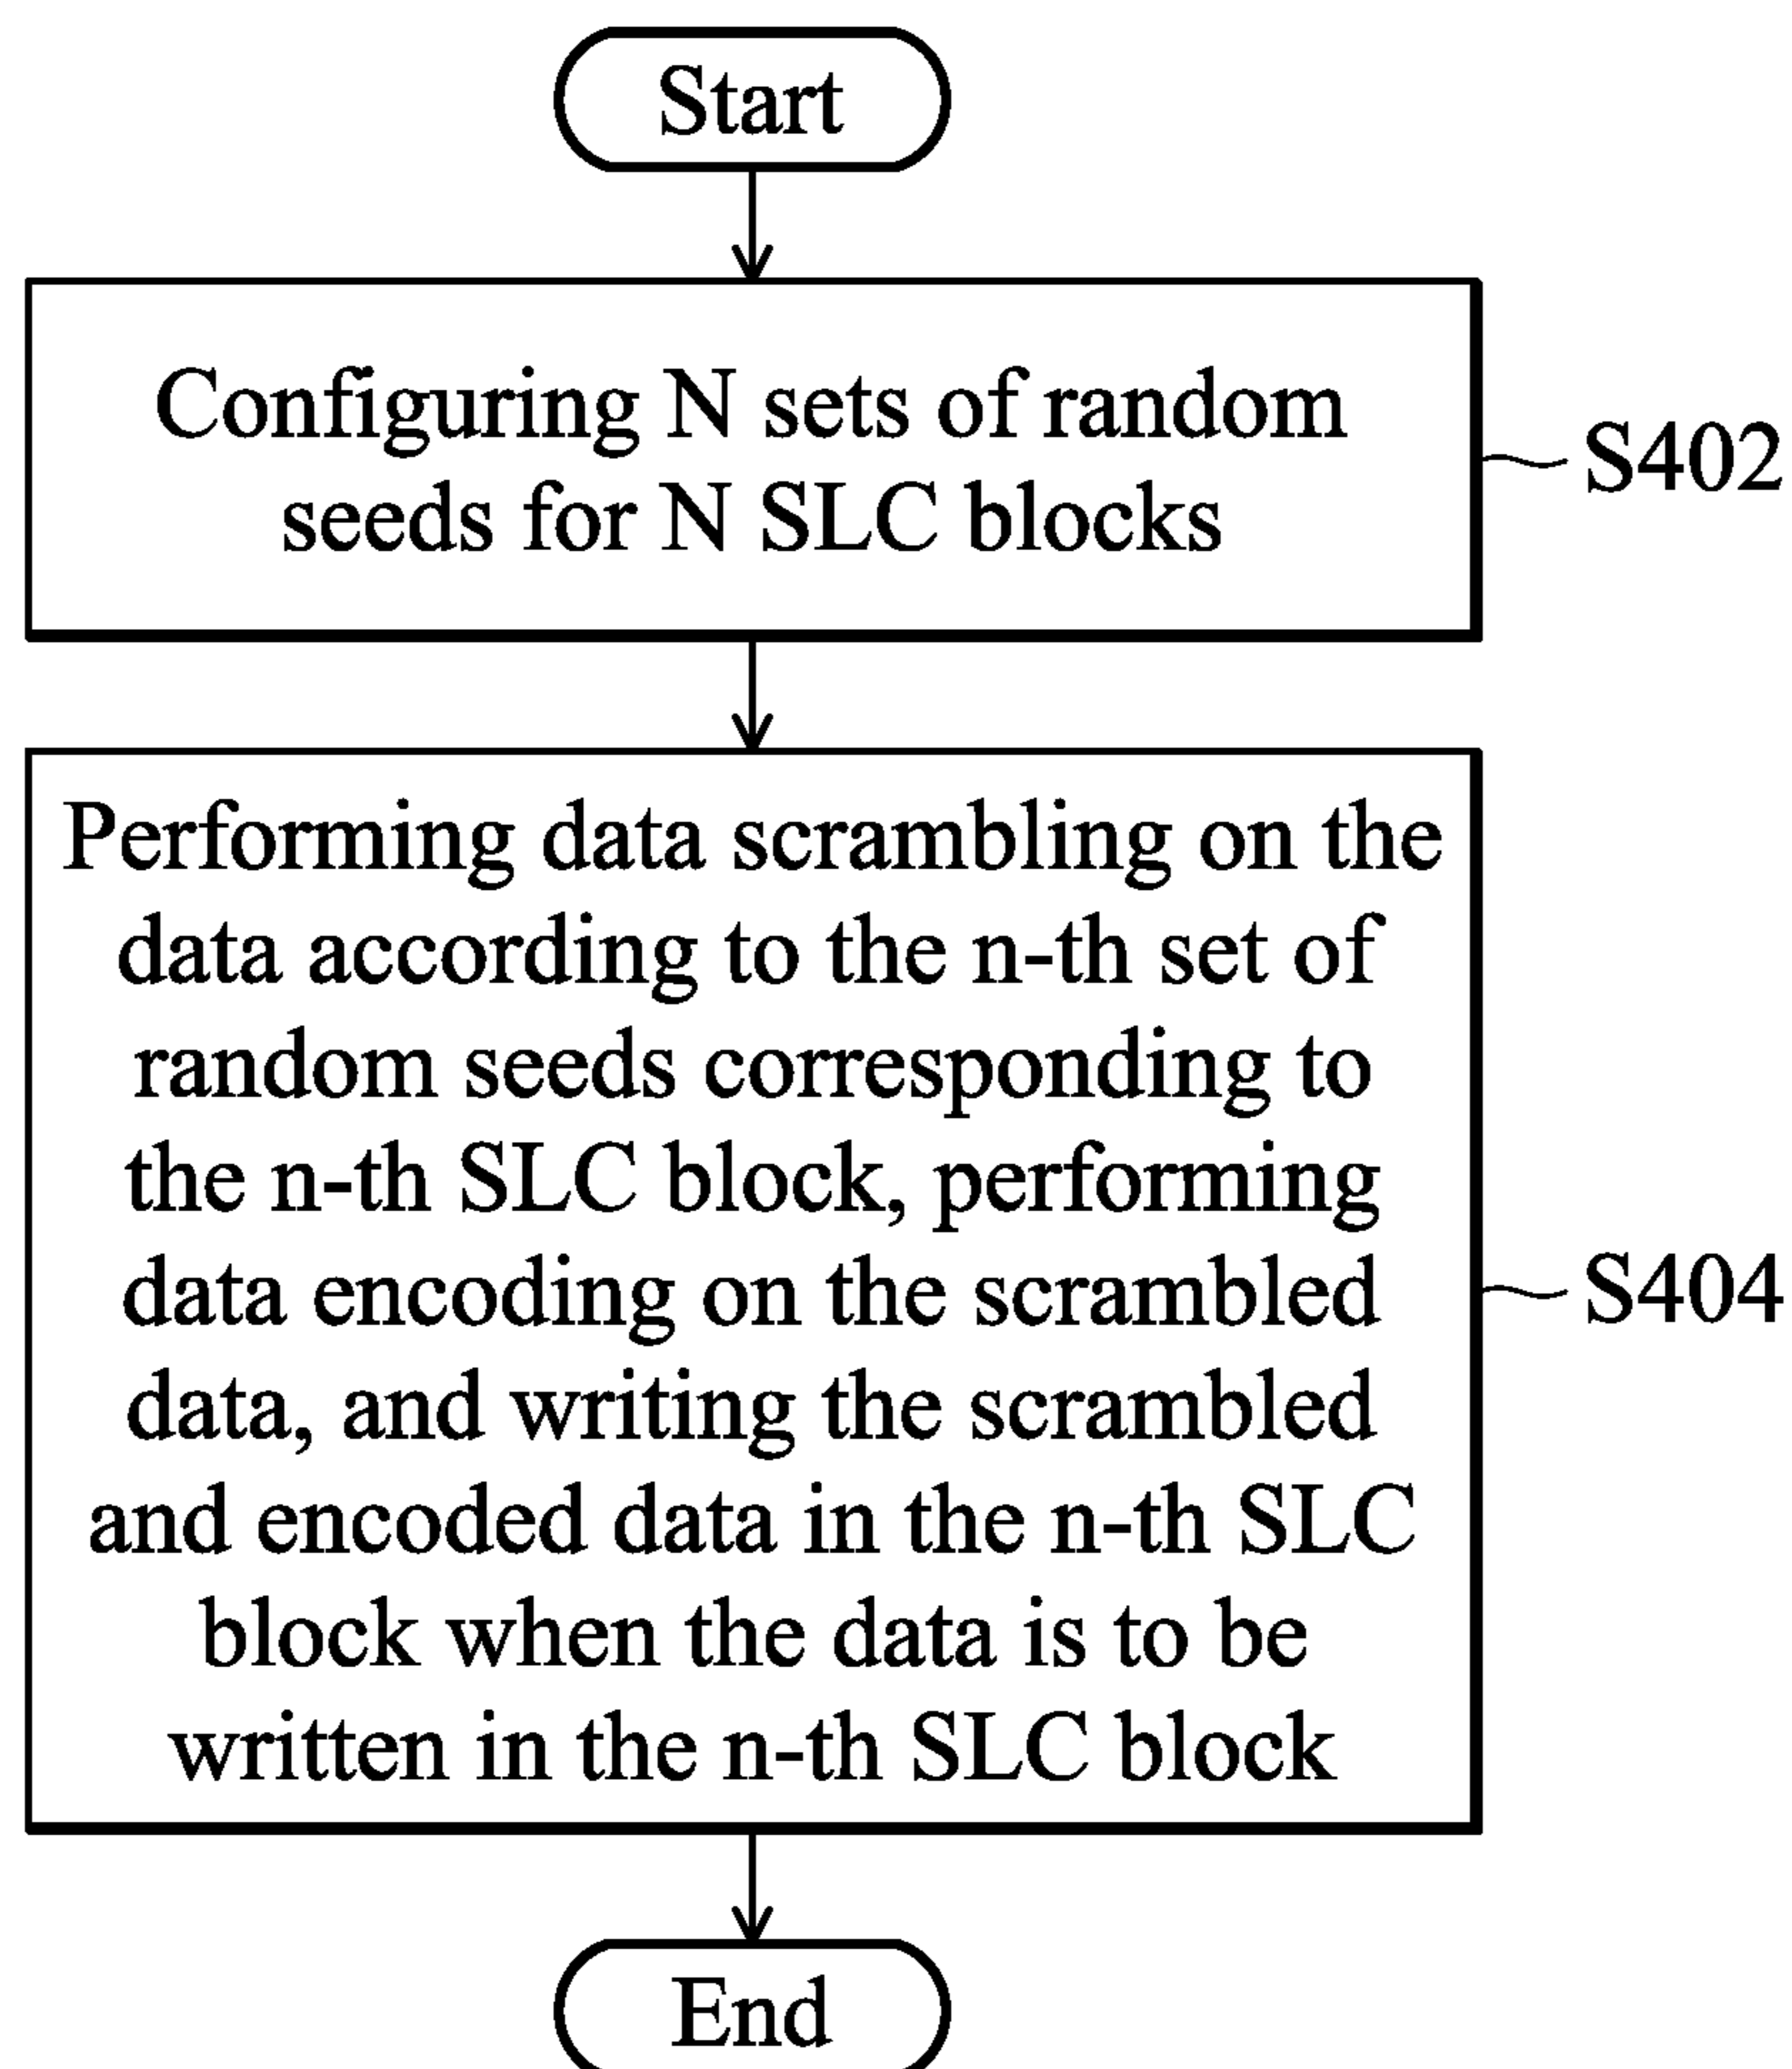 Start
Configuring N sets of random
seeds for N SLC blocks
S402
Performing data scrambling on the
data according to the n-th set of
random seeds corresponding to
the n-th SLC block, performing
data encoding on the scrambled
data, and writing the scrambled
and encoded data in the n-th SLC
block when the data is to be
written in the n-th SLC block
S404
End